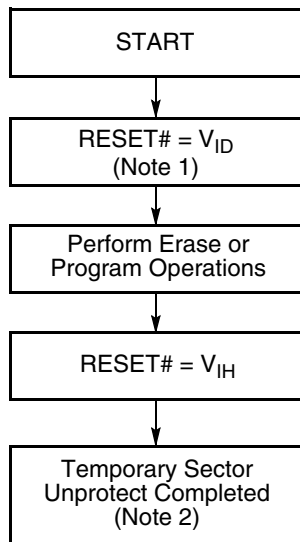 START
RESET# = VID
(Note 1)
Perform Erase or
Program Operations
RESET# = VIH
Temporary Sector
Unprotect Completed
(Note 2)